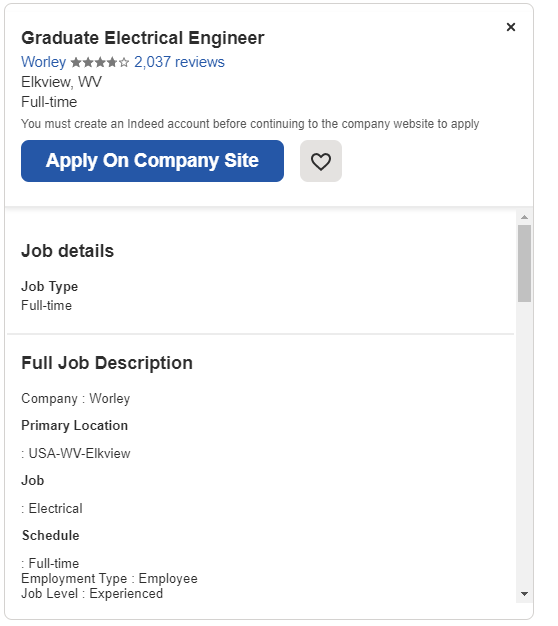 Graduate Electrical Engineer
Worley ★★★★☆ 2,037 reviews
Elkview, WV
Full-time
You must create an Indeed account before continuing to the company website to apply
Apply On Company Site
Job details
Job Type
Full-time
Full Job Description
Company : Worley
Primary Location
: USA-WV-Elkview
Job
: Electrical
Schedule
: Full-time
Employment Type : Employee
Job Level : Experienced